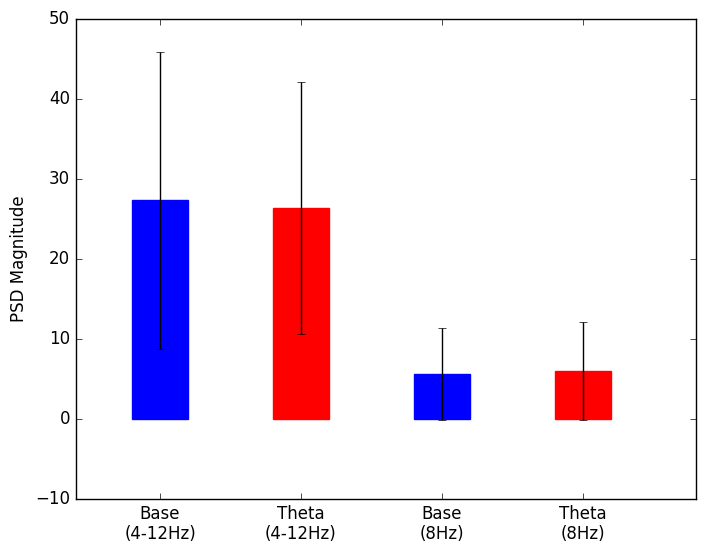 50
40
30
20
10
0
−10
PSD Magnitude
Base
(4-12Hz)
Theta
(4-12Hz)
Base
(8Hz)
Theta
(8Hz)